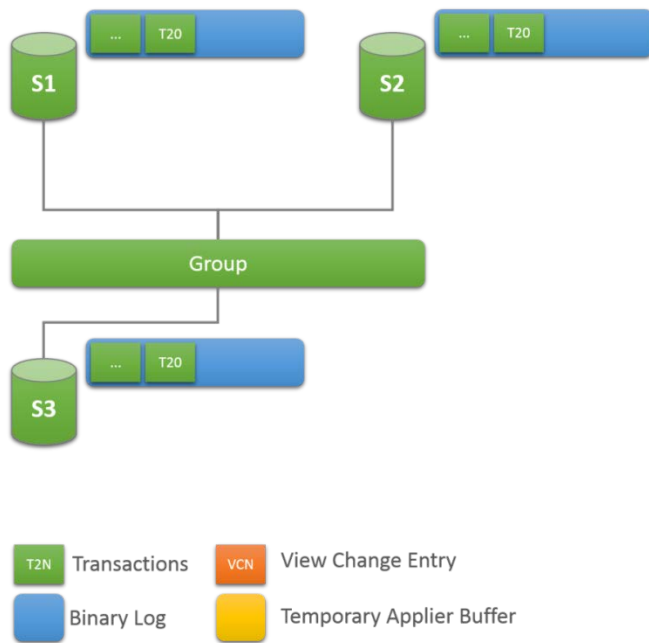 ... T20
S1
... T20
S2
Group
... T20
S3
T2N Transactions
VCN View Change Entry
Binary Log
Temporary Applier Buffer